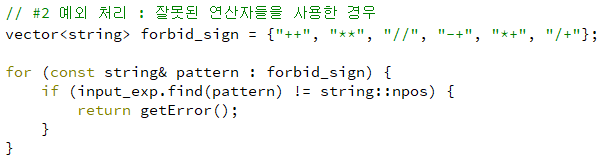 // #2 예외 처리 : 잘못된 연산자들을 사용한 경우
vector<string> forbid_sign = {"++", "**", "//", "-+", "*+", "/+"};
for (const string& pattern : forbid_sign) {
    if (input_exp.find(pattern) != string::npos) {
        return getError();
    }
}